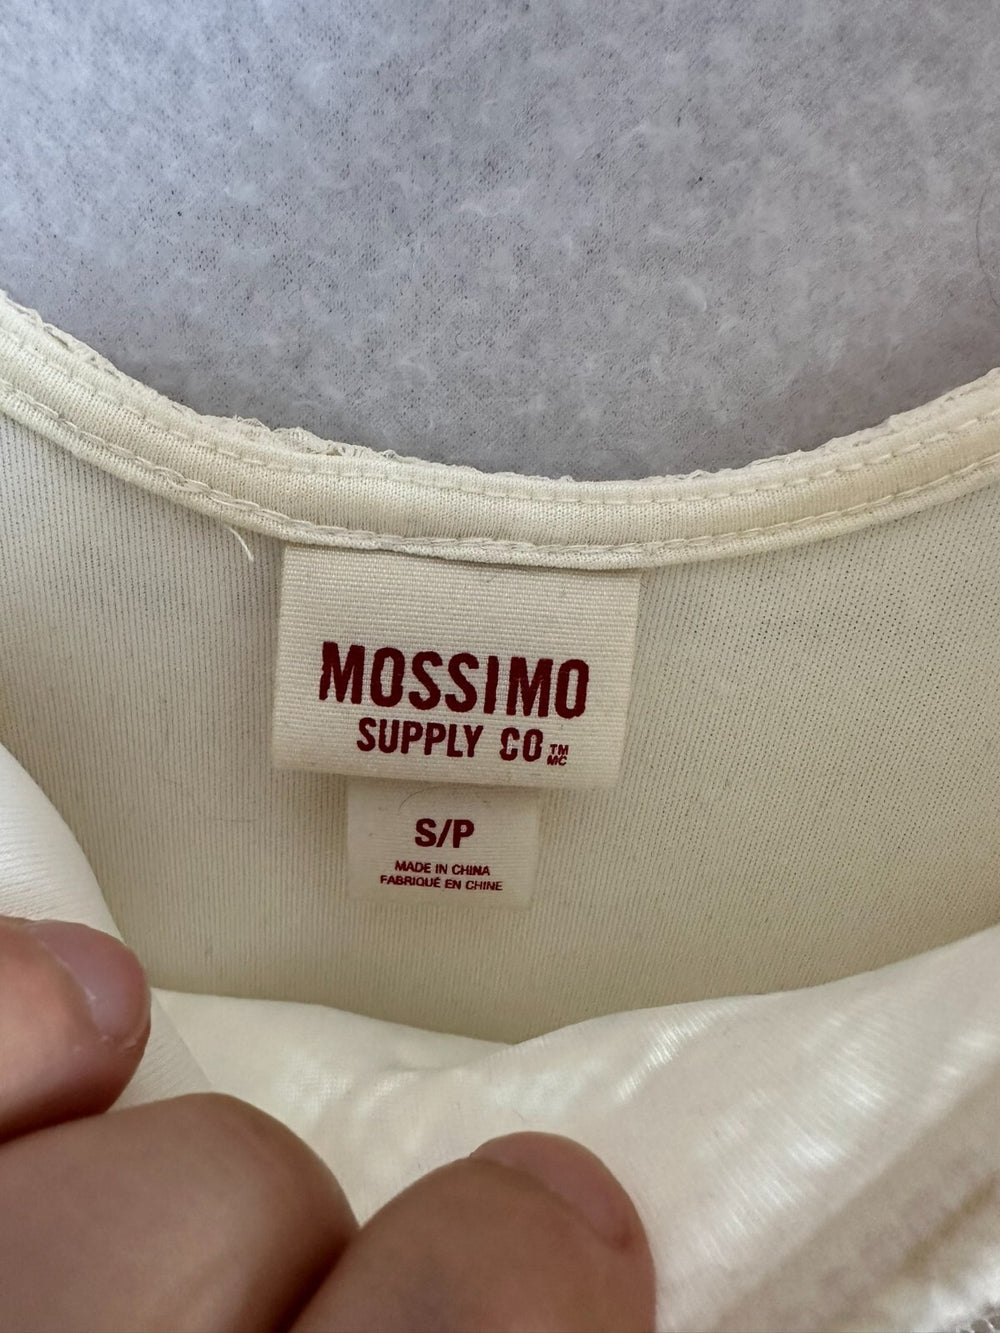 MOSSIMO
SUPPLY CO ™ MC
S/P
MADE IN CHINA
FABRIQUÉ EN CHINE